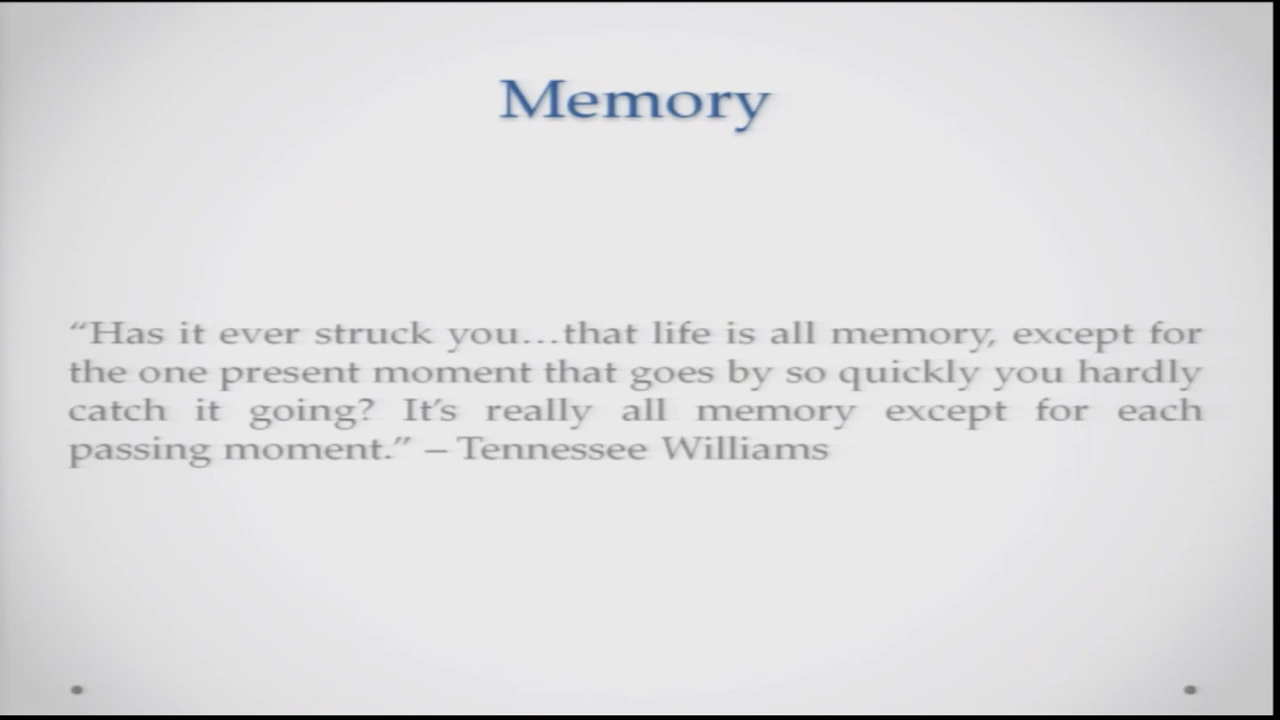 Memory
“Has it ever struck you…that life is all memory, except for
the one present moment that goes by so quickly you hardly
catch it going? It’s really all memory except for each
passing moment.” – Tennessee Williams